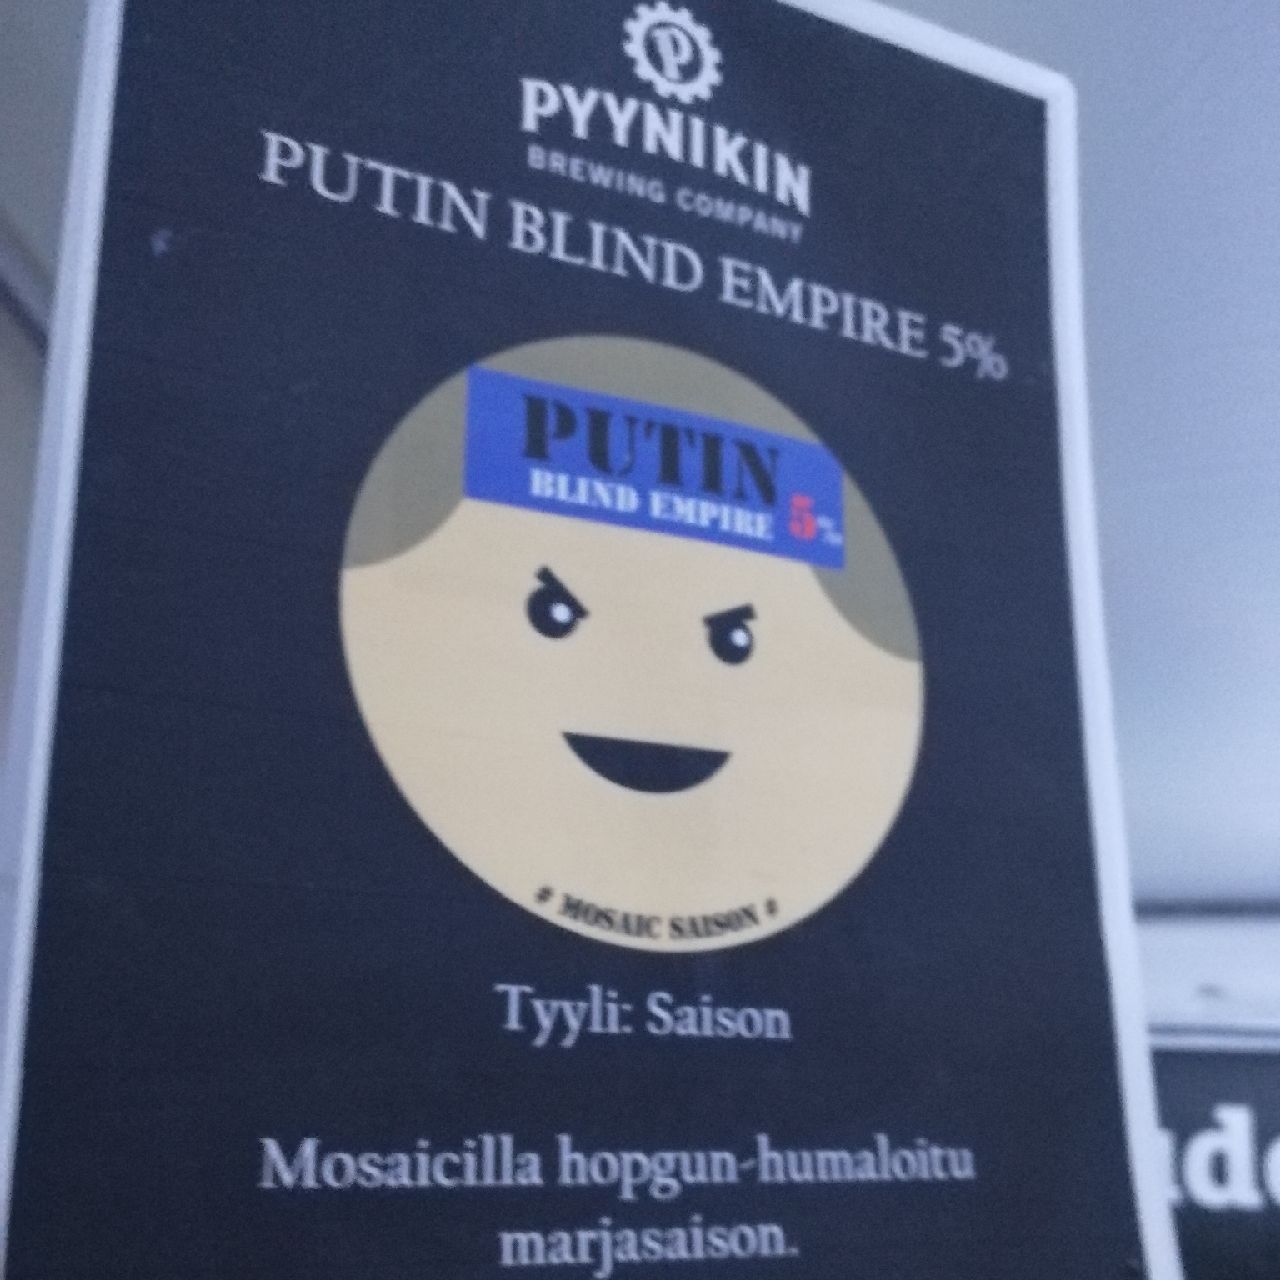 P
PYYNIKIN
BREWING COMPANY
PUTIN BLIND EMPIRE 5%
PUTIN
BLIND EMPIRE 5%
# MOSAIC SAISON #
Tyyli: Saison
Mosaicilla hopgun-humaloitu
marjasaison.